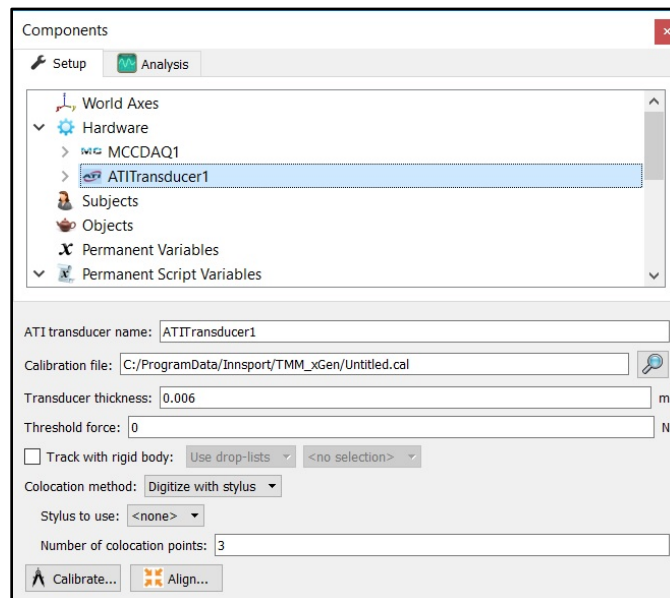 Components
Setup Analysis
World Axes
Hardware
MCCDAQ1
ATITransducer1
Subjects
Objects
x Permanent Variables
Permanent Script Variables
ATI transducer name: ATITransducer1
Calibration file: C:/ProgramData/Innsport/TMM_xGen/Untitled.cal
Transducer thickness: 0.006 m
Threshold force: 0 N
Track with rigid body: Use drop-lists <no selection>
Colocation method: Digitize with stylus
Stylus to use: <none>
Number of colocation points: 3
Calibrate... Align...